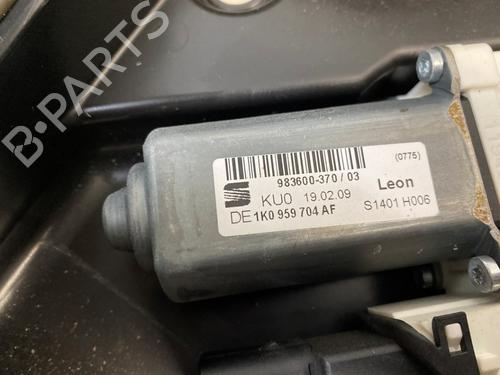 B-PARTS
983600-370 / 03
(0775)
KU0 19.02.09
Leon
DE 1K0 959 704 AF
S1401 H006